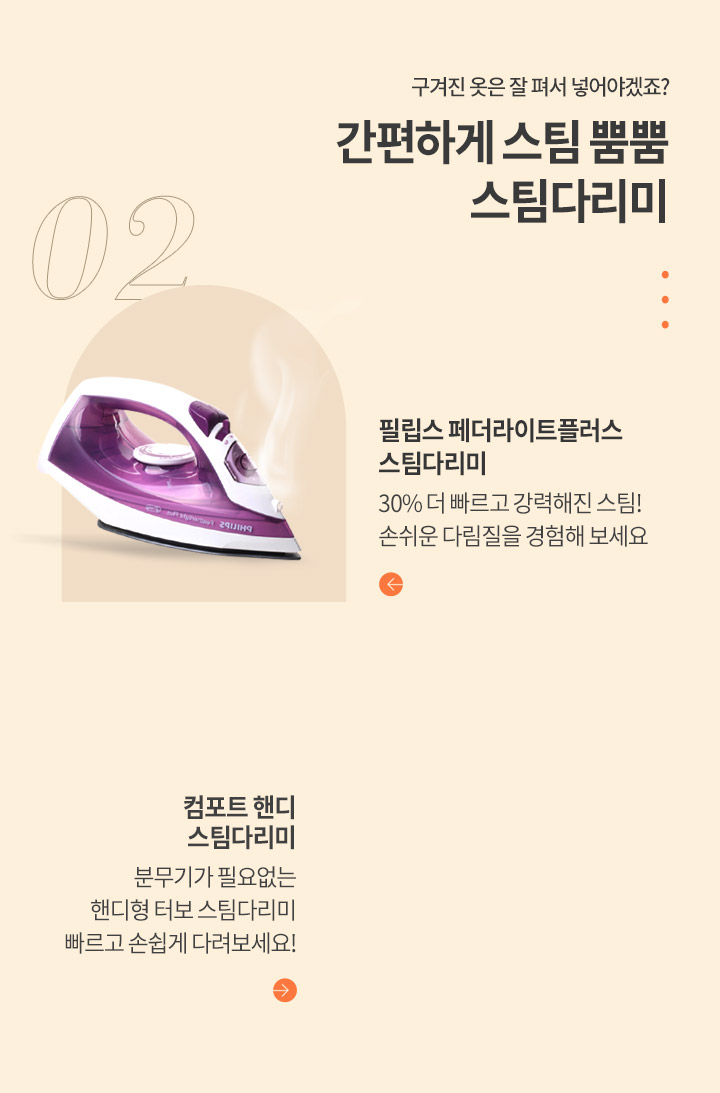 구겨진 옷은 잘 펴서 넣어야겠죠?
간편하게 스팀 뿜뿜
스팀다리미
02
필립스 페더라이트플러스
스팀다리미
30% 더 빠르고 강력해진 스팀!
손쉬운 다림질을 경험해 보세요
PHILIPS
컴포트 핸디
스팀다리미
분무기가 필요없는
핸디형 터보 스팀다리미
빠르고 손쉽게 다려보세요!